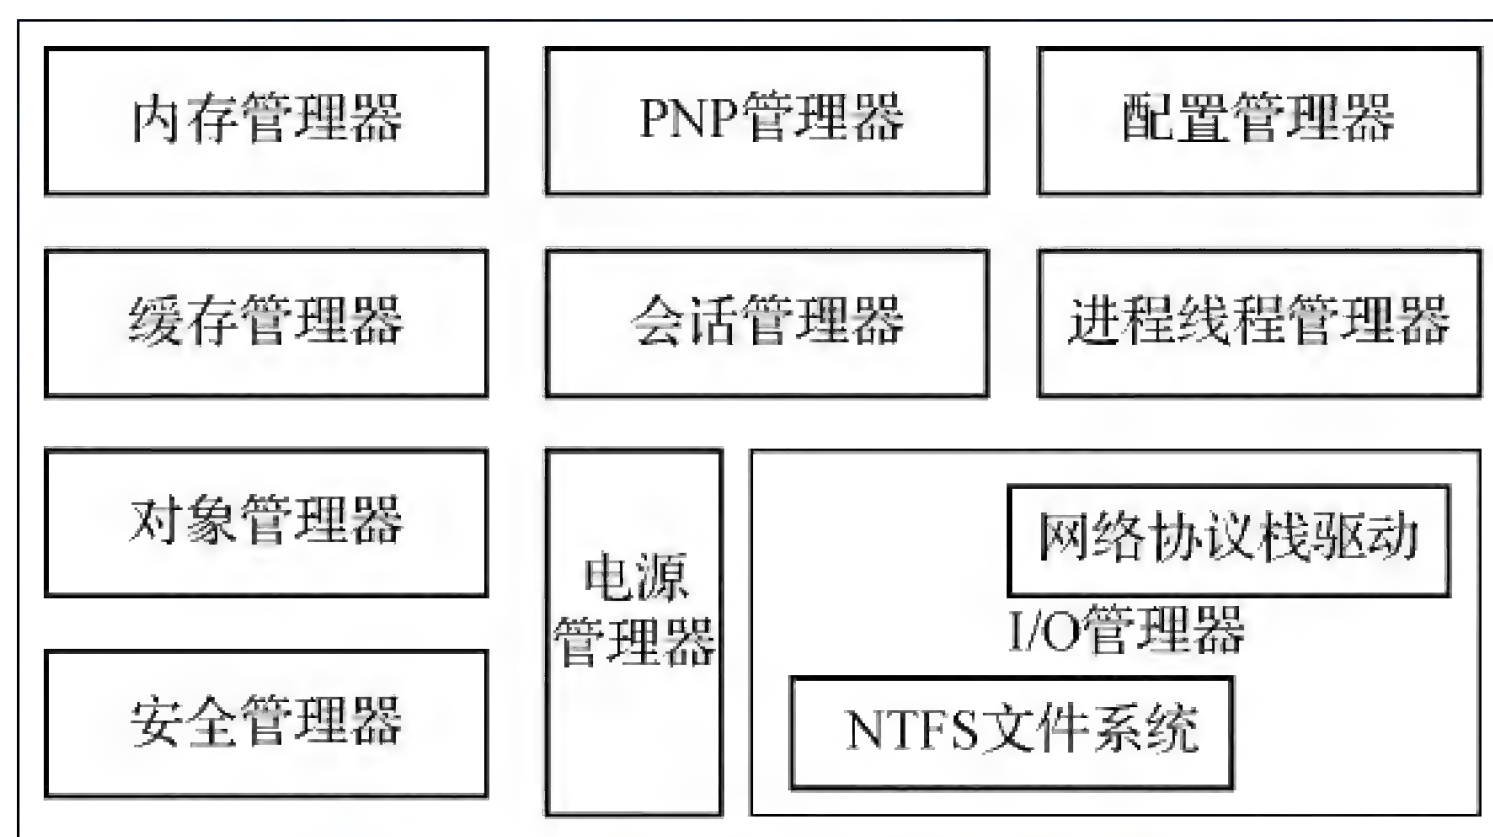 内存管理器
PNP管理器
配置管理器
缓存管理器
会话管理器
进程线程管理器
对象管理器
安全管理器
电源
管理器
网络协议栈驱动
I/O管理器
NTFS文件系统